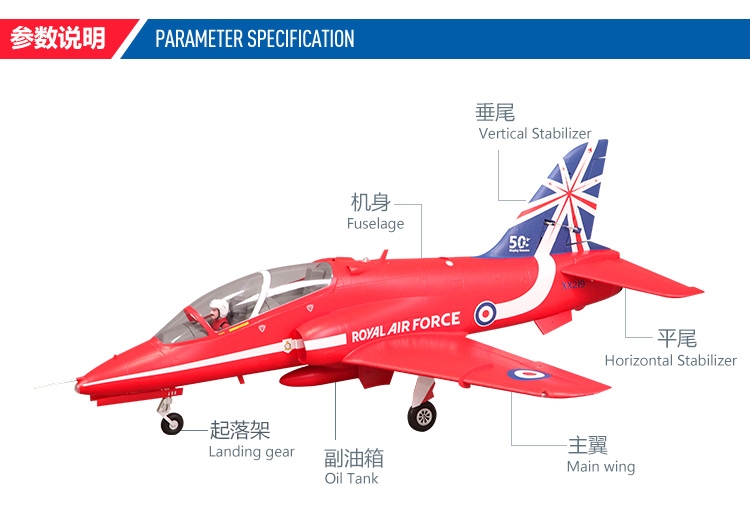 参数说明 PARAMETER SPECIFICATION
垂尾
Vertical Stabilizer
机身
Fuselage
50
XX219
ROYAL AIR FORCE
平尾
Horizontal Stabilizer
起落架
Landing gear
副油箱
Oil Tank
主翼
Main wing